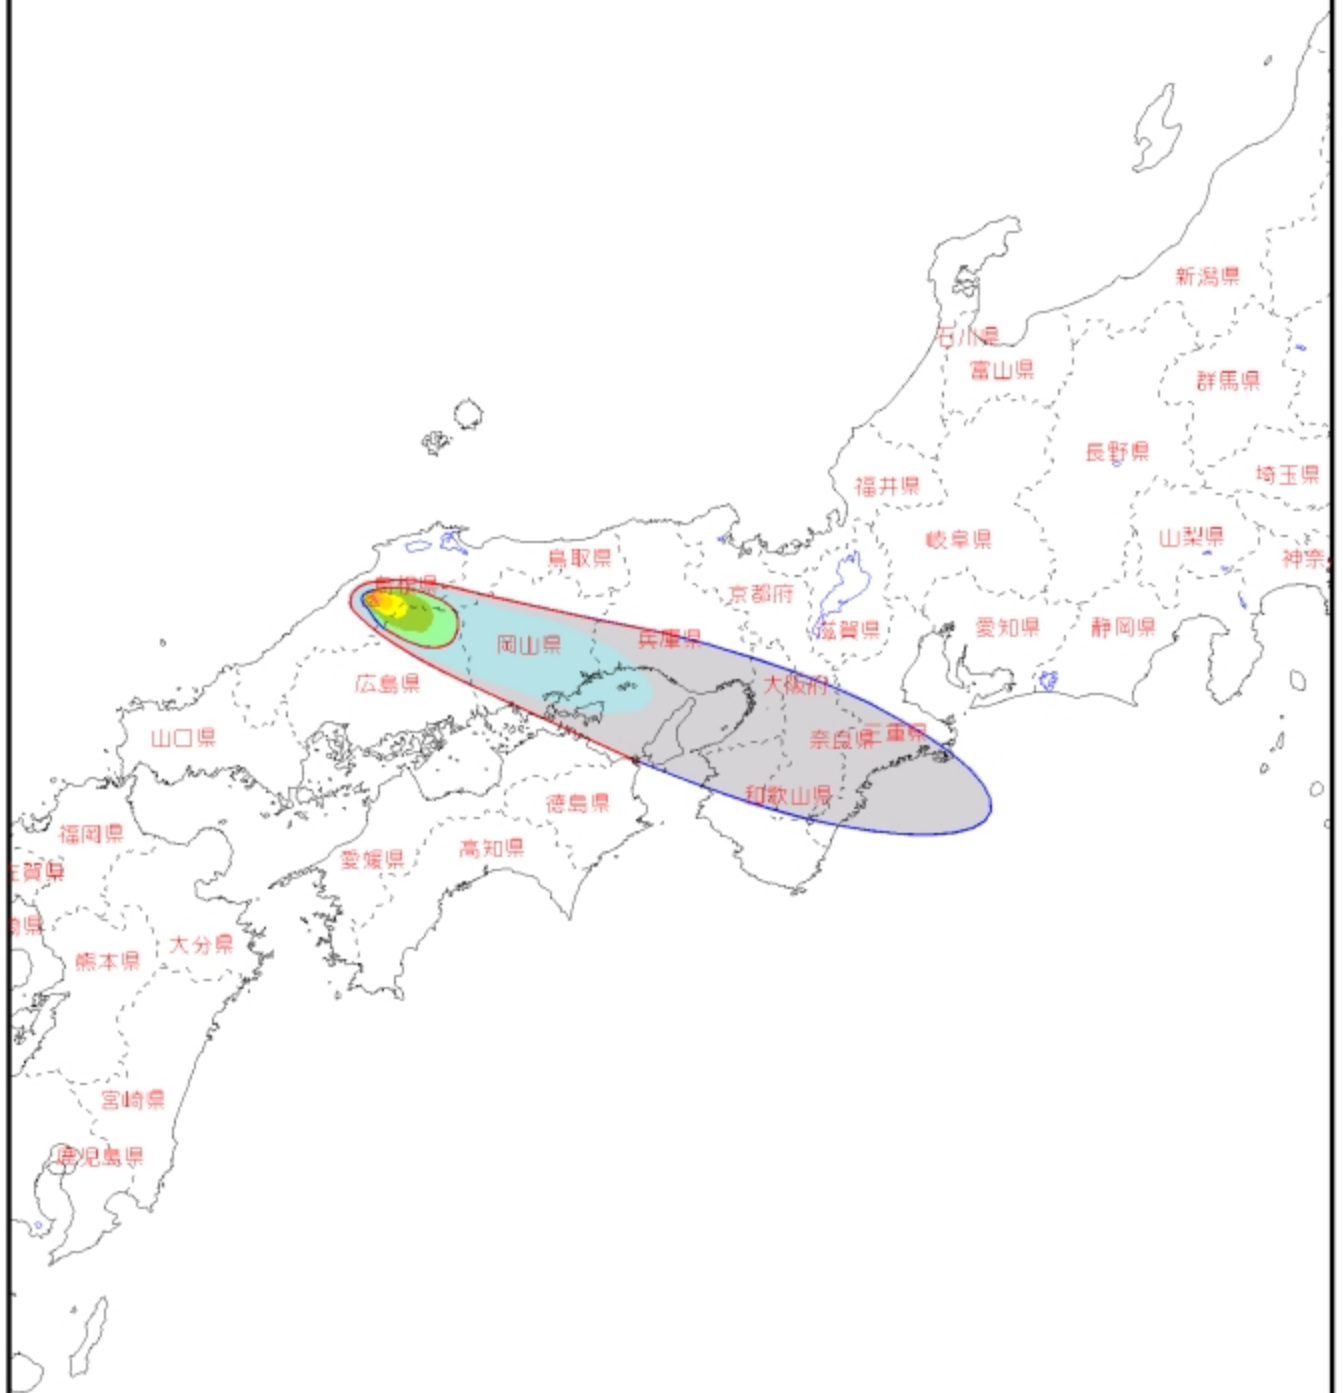 新潟県
石川県
富山県
群馬県
長野県
福井県
埼玉県
岐阜県
山梨県
鳥取県
神奈
島根県
京都府
愛知県
静岡県
滋賀県
岡山県
兵庫県
広島県
大阪府
山口県
奈良県
三重県
和歌山県
徳島県
福岡県
高知県
愛媛県
佐賀県
崎県
大分県
熊本県
宮崎県
鹿児島県